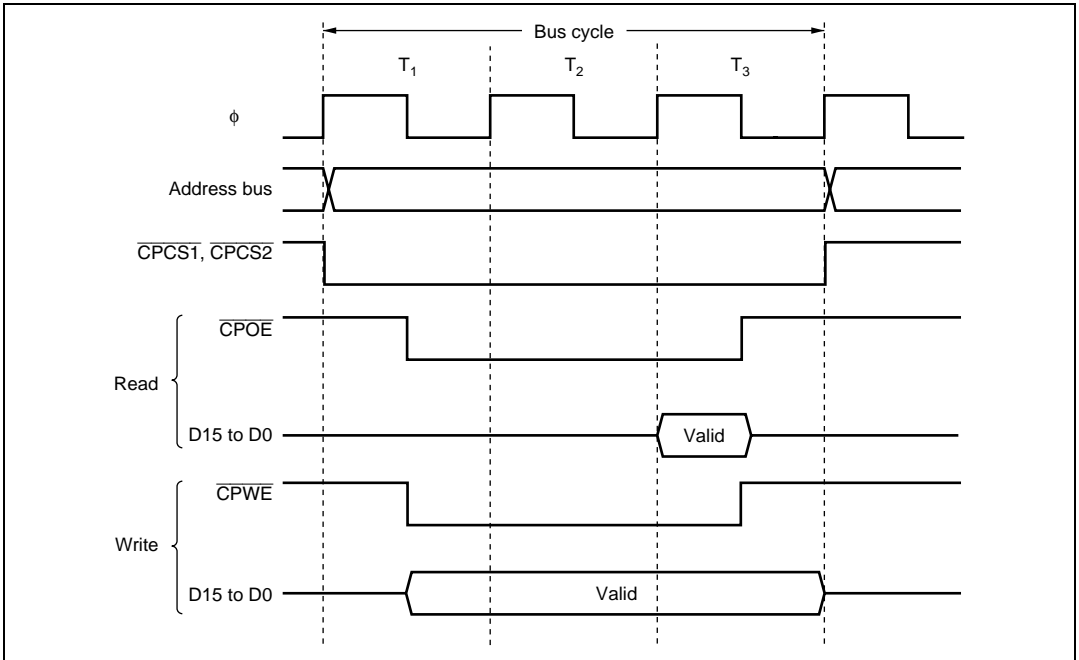 Bus cycle
T1 T2 T3
ϕ
Address bus
CPCS1, CPCS2
CPOE
Read
D15 to D0 Valid
CPWE
Write
D15 to D0 Valid